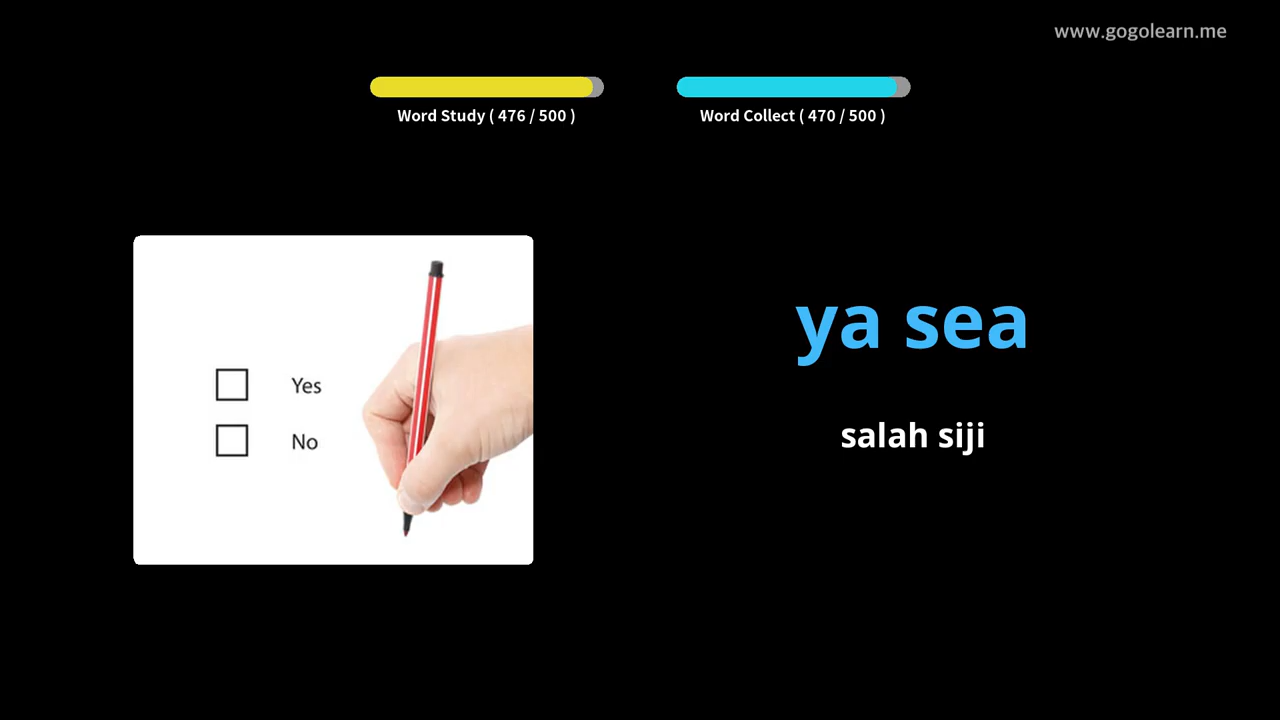 www.gogolearn.me
Word Study ( 476 / 500 )
Word Collect ( 470 / 500 )
Yes
No
ya sea
salah siji